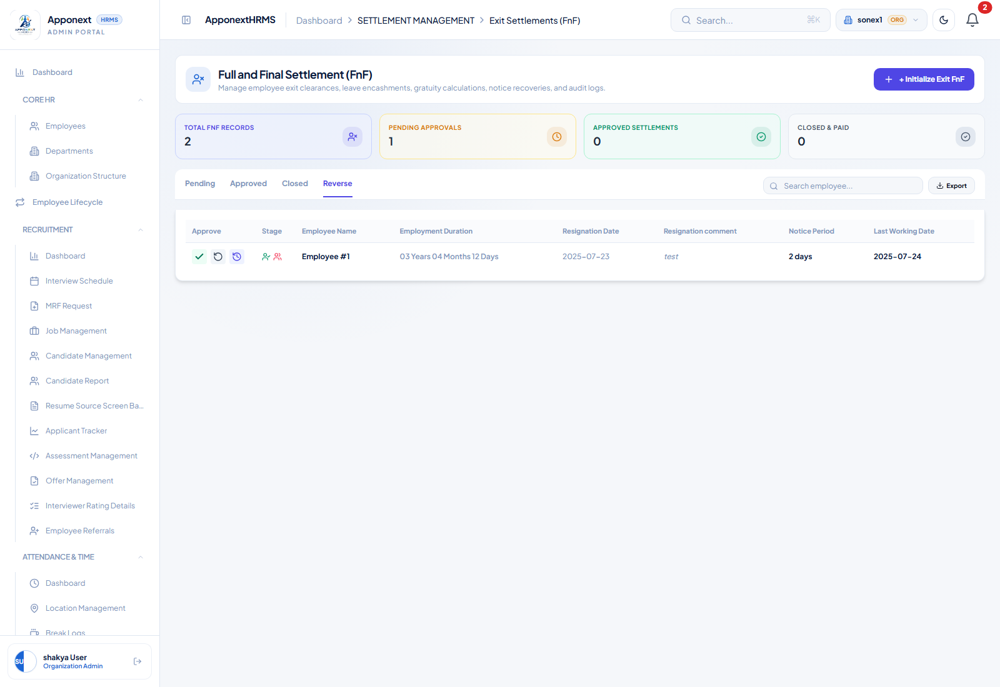 Apponext HRMS
ADMIN PORTAL
Dashboard
CORE HR
Employees
Departments
Organization Structure
Employee Lifecycle
RECRUITMENT
Dashboard
Interview Schedule
MRF Request
Job Management
Candidate Management
Candidate Report
Resume Source Screen Ba...
Applicant Tracker
Assessment Management
Offer Management
Interviewer Rating Details
Employee Referrals
ATTENDANCE & TIME
Dashboard
Location Management
Break Logs
SU
shakya User
Organization Admin
ApponextHRMS
Dashboard > SETTLEMENT MANAGEMENT > Exit Settlements (FnF)
Search... ⌘K
sonex1 ORG
2
Full and Final Settlement (FnF)
Manage employee exit clearances, leave encashments, gratuity calculations, notice recoveries, and audit logs.
+ Initialize Exit FnF
TOTAL FNF RECORDS
2
PENDING APPROVALS
1
APPROVED SETTLEMENTS
0
CLOSED & PAID
0
Pending Approved Closed Reverse
Search employee...
Export
Approve Stage Employee Name Employment Duration Resignation Date Resignation comment Notice Period Last Working Date
Employee #1 03 Years 04 Months 12 Days 2025-07-23 test 2 days 2025-07-24